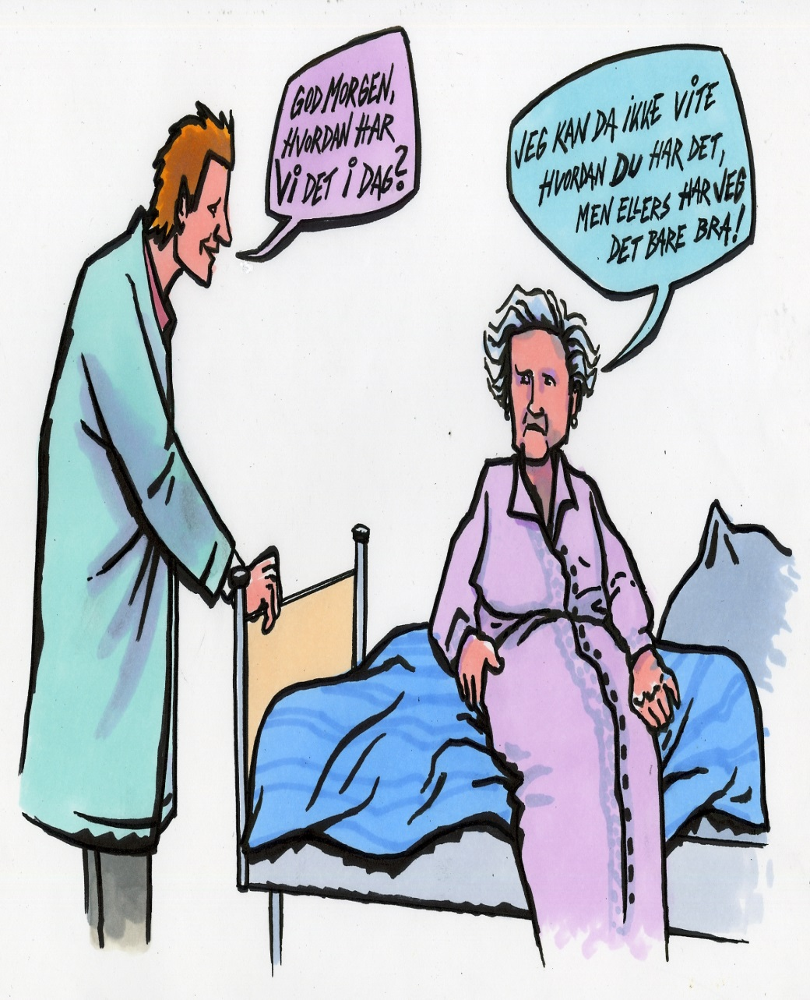 GOD MORGEN,
HVORDAN HAR
Vi DET i DAG?
JEG KAN DA iKKE ViTE
HVORDAN DU HAR DET,
MEN ELLERS HAR JEG
DET BARE BRA!